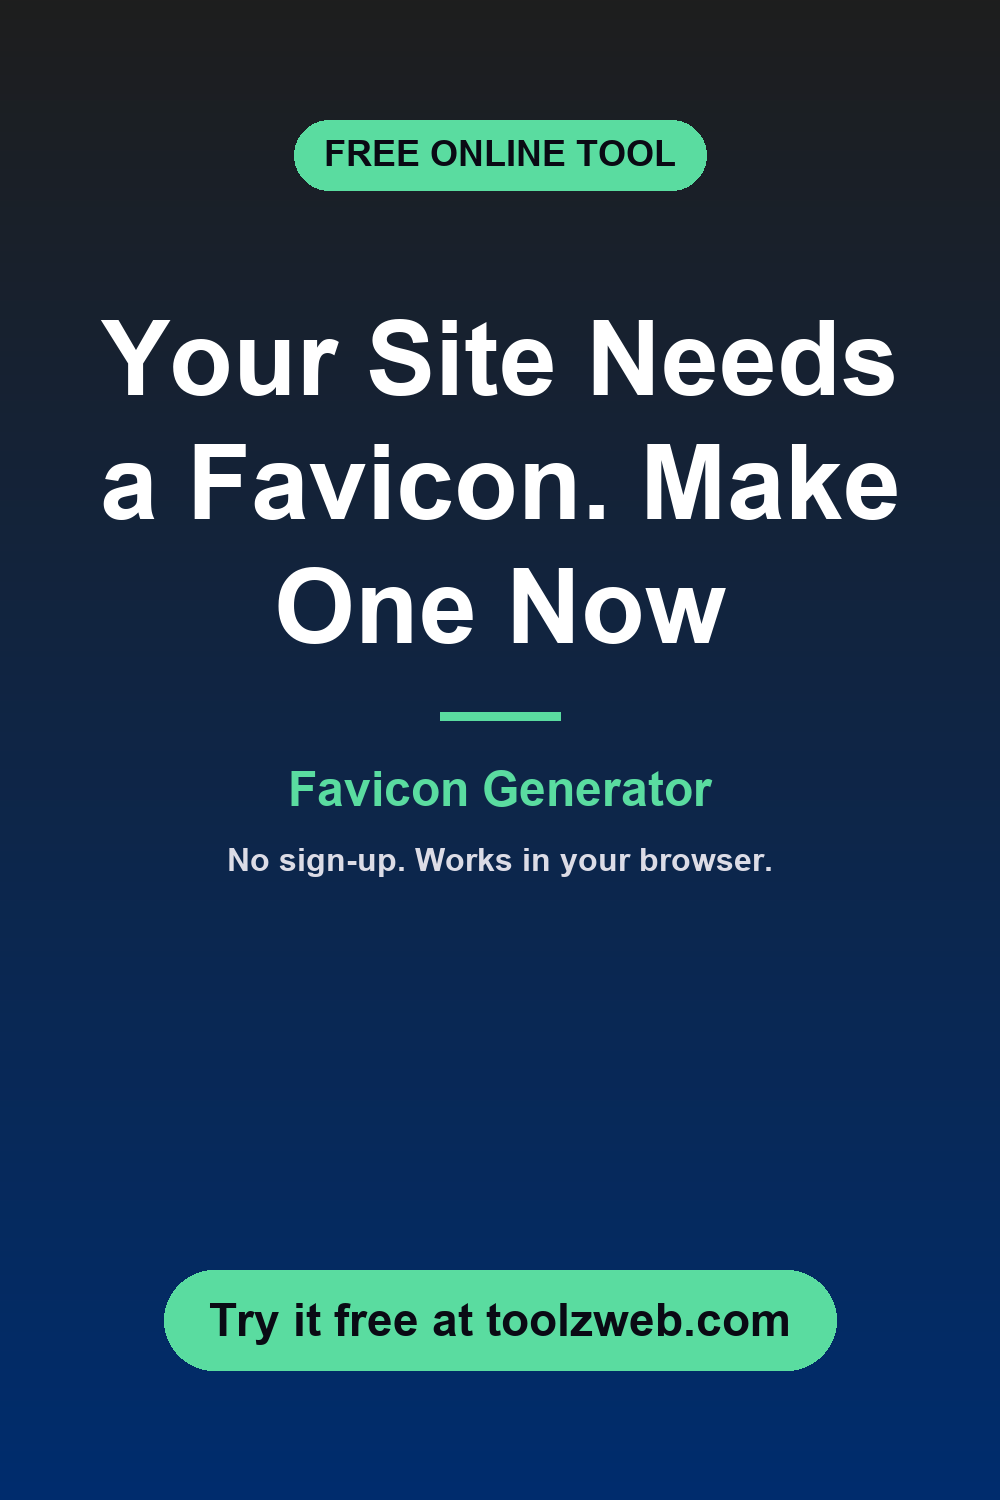 FREE ONLINE TOOL
Your Site Needs
a Favicon. Make
One Now
Favicon Generator
No sign-up. Works in your browser.
Try it free at toolzweb.com